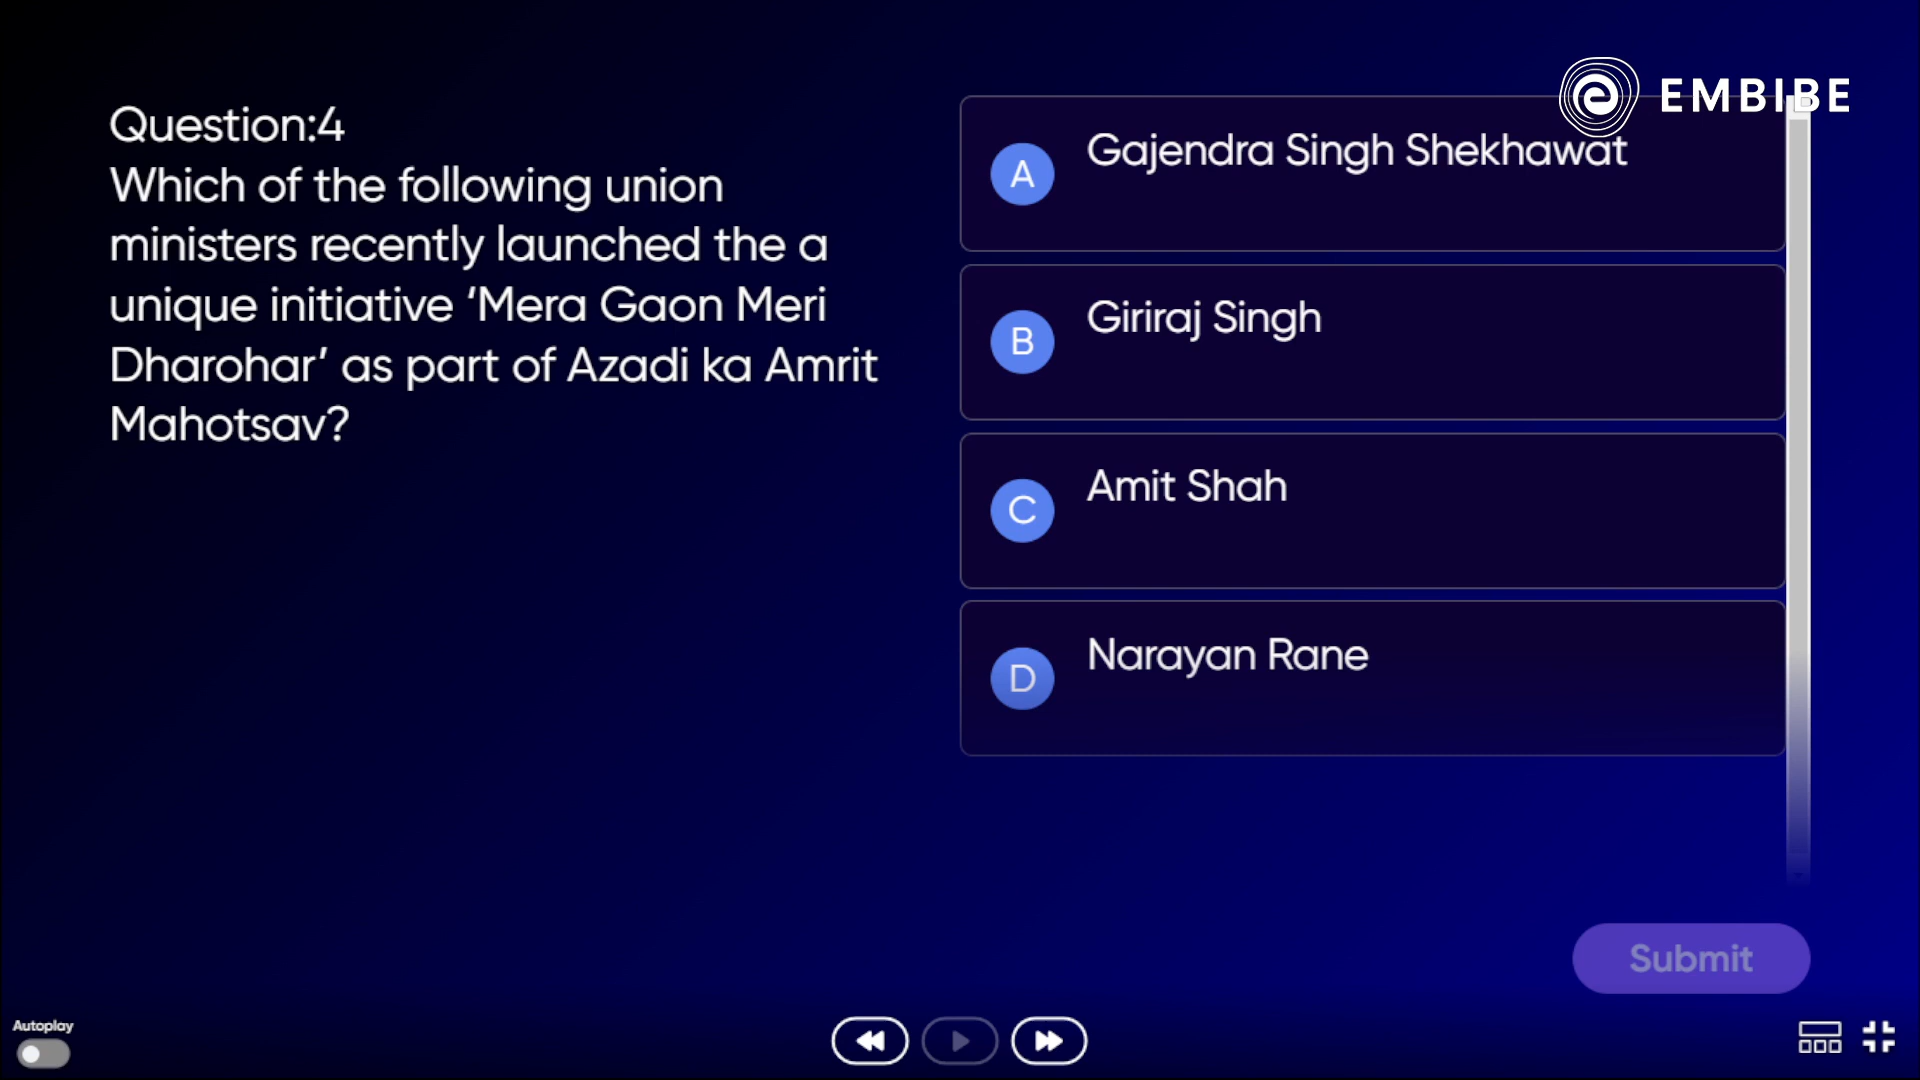 EMBIBE
Question:4
Which of the following union
ministers recently launched the a
unique initiative ‘Mera Gaon Meri
Dharohar’ as part of Azadi ka Amrit
Mahotsav?
A
Gajendra Singh Shekhawat
B
Giriraj Singh
C
Amit Shah
D
Narayan Rane
Submit
Autoplay